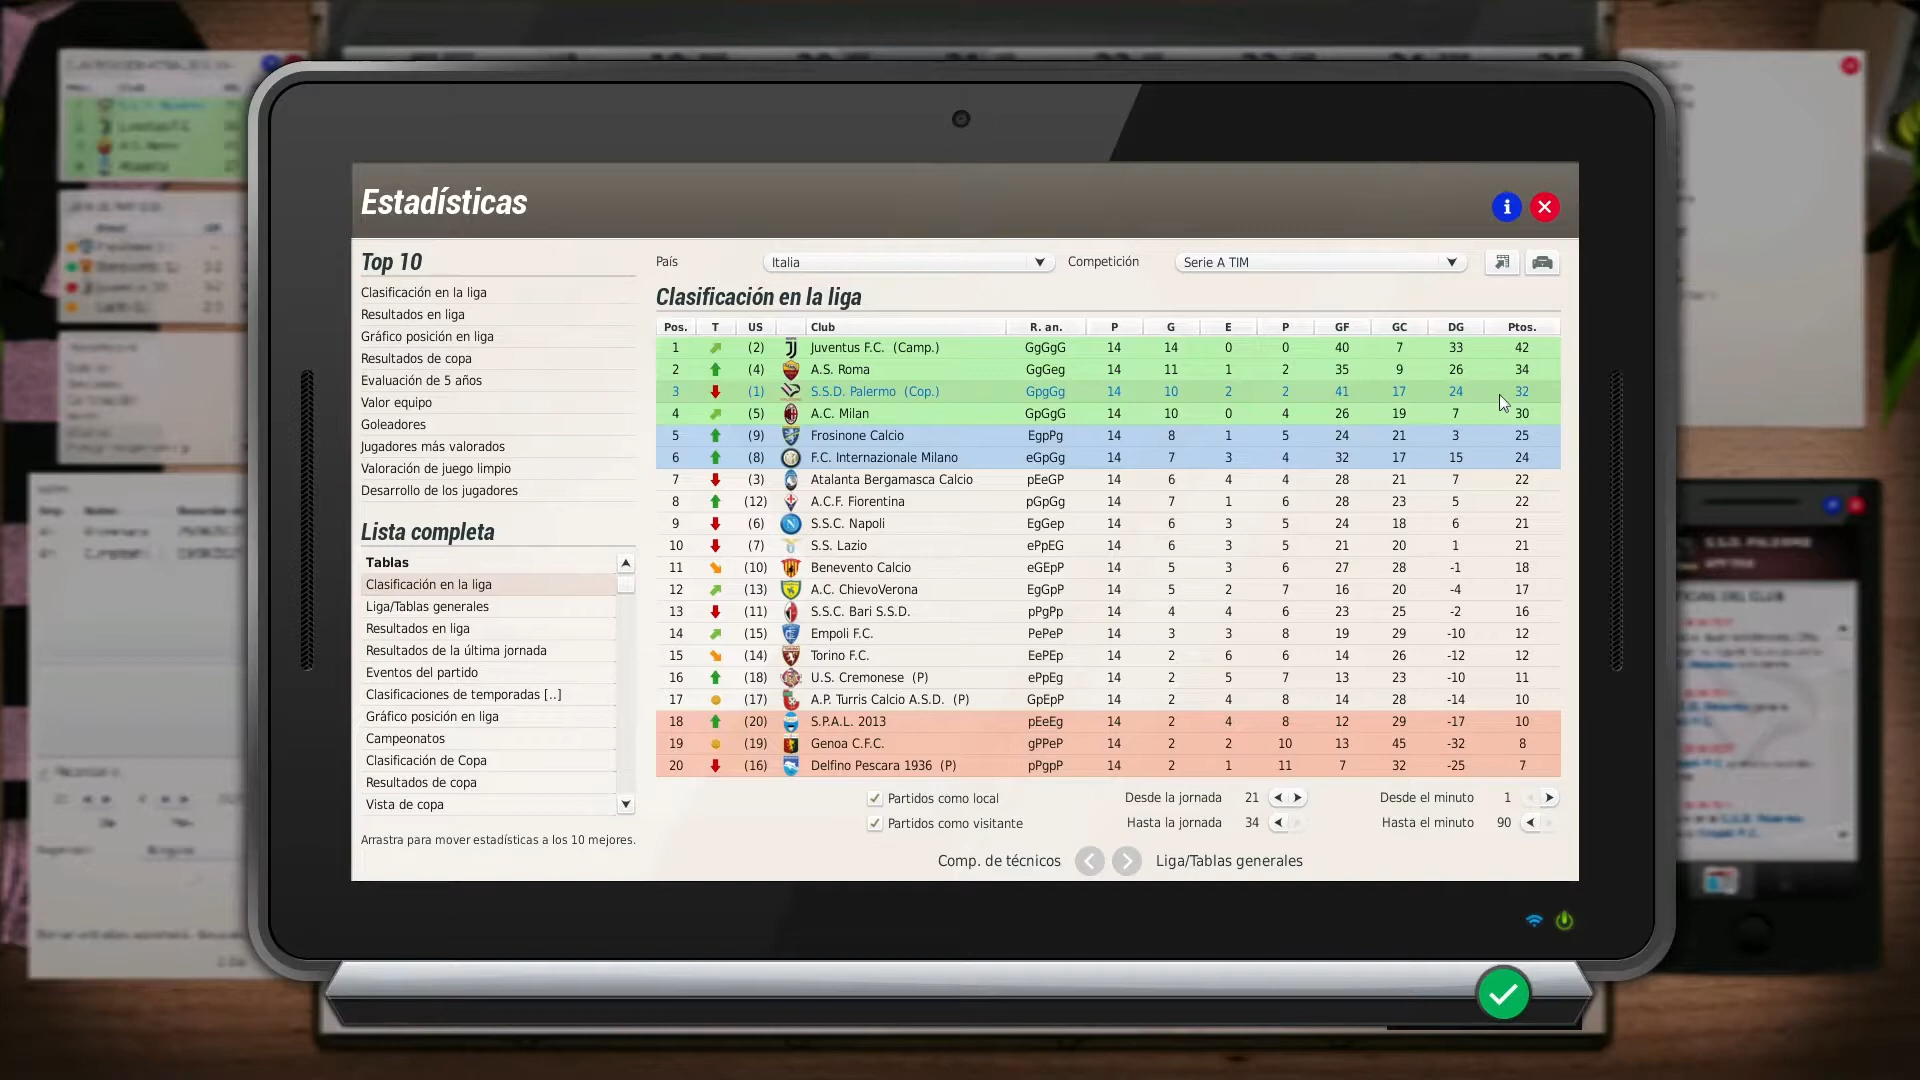 Estadísticas
Top 10
Clasificación en la liga
Resultados en liga
Gráfico posición en liga
Resultados de copa
Evaluación de 5 años
Valor equipo
Goleadores
Jugadores más valorados
Valoración de juego limpio
Desarrollo de los jugadores
Lista completa
Tablas
Clasificación en la liga
Liga/Tablas generales
Resultados en liga
Resultados de la última jornada
Eventos del partido
Clasificaciones de temporadas [..]
Gráfico posición en liga
Campeonatos
Clasificación de Copa
Resultados de copa
Vista de copa
Arrastra para mover estadísticas a los 10 mejores.
País Italia Competición Serie A TIM
Clasificación en la liga
Pos. T US Club R. an. P G E P GF GC DG Ptos.
1 (2) Juventus F.C. (Camp.) GgGgG 14 14 0 0 40 7 33 42
2 (4) A.S. Roma GgGeg 14 11 1 2 35 9 26 34
3 (1) S.S.D. Palermo (Cop.) GpgGg 14 10 2 2 41 17 24 32
4 (5) A.C. Milan GpGgG 14 10 0 4 26 19 7 30
5 (9) Frosinone Calcio EgpPg 14 8 1 5 24 21 3 25
6 (8) F.C. Internazionale Milano eGpGg 14 7 3 4 32 17 15 24
7 (3) Atalanta Bergamasca Calcio pEeGP 14 6 4 4 28 21 7 22
8 (12) A.C.F. Fiorentina pGpGg 14 7 1 6 28 23 5 22
9 (6) S.S.C. Napoli EgGep 14 6 3 5 24 18 6 21
10 (7) S.S. Lazio ePpEG 14 6 3 5 21 20 1 21
11 (10) Benevento Calcio eGEpP 14 5 3 6 27 28 -1 18
12 (13) A.C. ChievoVerona EgGpP 14 5 2 7 16 20 -4 17
13 (11) S.S.C. Bari S.S.D. pPgPp 14 4 4 6 23 25 -2 16
14 (15) Empoli F.C. PePeP 14 3 3 8 19 29 -10 12
15 (14) Torino F.C. EePEp 14 2 6 6 14 26 -12 12
16 (18) U.S. Cremonese (P) ePpEg 14 2 5 7 13 23 -10 11
17 (17) A.P. Turris Calcio A.S.D. (P) GpEpP 14 2 4 8 14 28 -14 10
18 (20) S.P.A.L. 2013 pEeEg 14 2 4 8 12 29 -17 10
19 (19) Genoa C.F.C. gPPeP 14 2 2 10 13 45 -32 8
20 (16) Delfino Pescara 1936 (P) pPgpP 14 2 1 11 7 32 -25 7
Partidos como local Desde la jornada 21 Desde el minuto 1
Partidos como visitante Hasta la jornada 34 Hasta el minuto 90
Comp. de técnicos Liga/Tablas generales